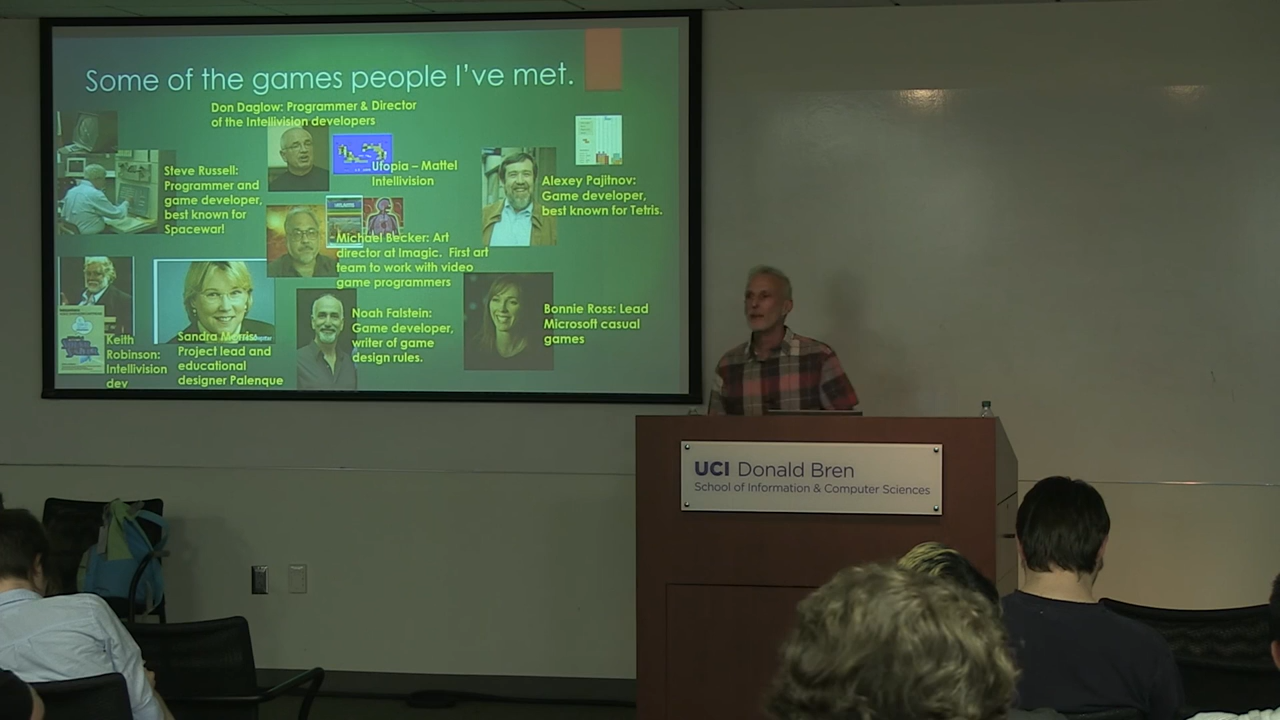 Some of the games people I've met.
Don Daglow: Programmer & Director
of the Intellivision developers
Steve Russell:
Programmer and
game developer,
best known for
Spacewar!
Utopia – Mattel
Intellivision
Alexey Pajitnov:
Game developer,
best known for Tetris.
Michael Becker: Art
director at Imagic. First art
team to work with video
game programmers
Keith
Robinson:
Intellivision
dev
Sandra
Project lead and
educational
designer Palenque
Noah Falstein:
Game developer,
writer of game
design rules.
Bonnie Ross: Lead
Microsoft casual
games
UCI Donald Bren
School of Information & Computer Sciences